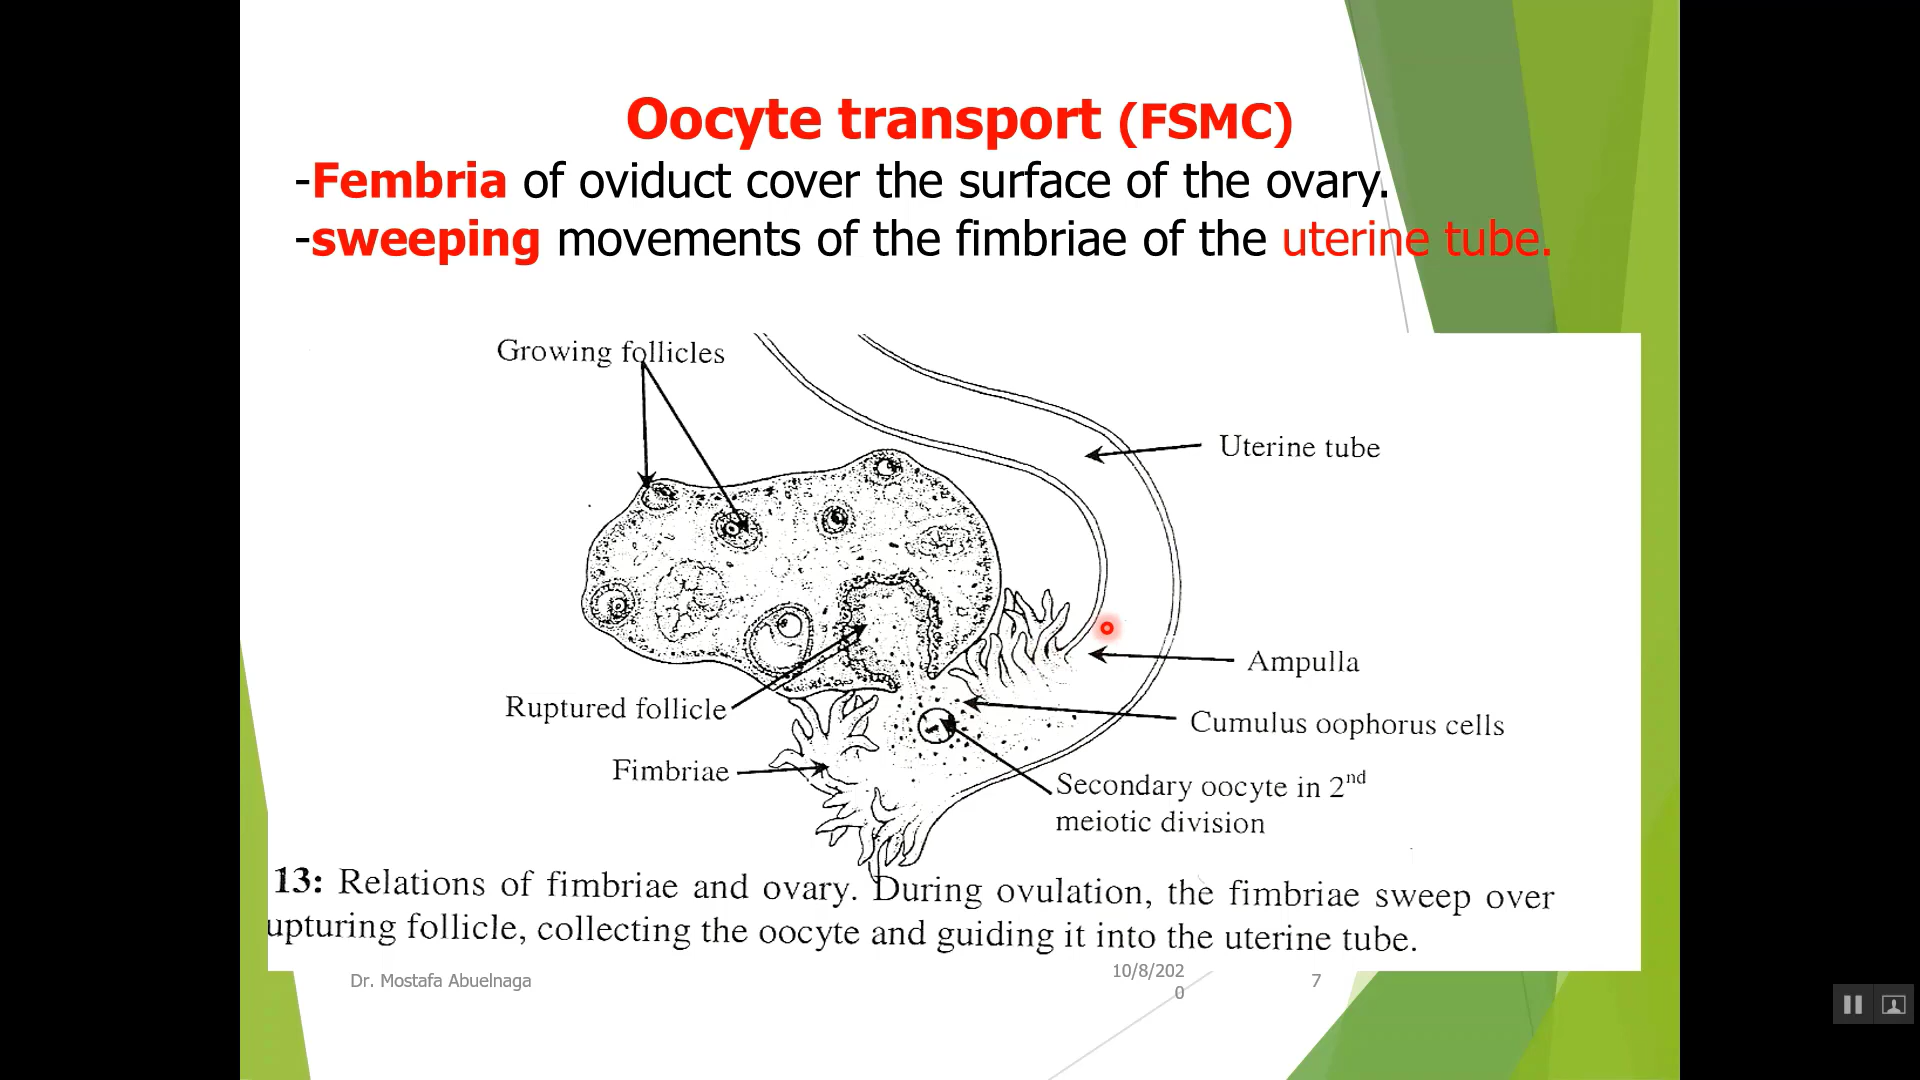 Oocyte transport (FSMC)
-Fembria of oviduct cover the surface of the ovary.
-sweeping movements of the fimbriae of the uterine tube.
Growing follicles
Uterine tube
Ampulla
Ruptured follicle
Cumulus oophorus cells
Fimbriae
Secondary oocyte in 2nd
meiotic division
13: Relations of fimbriae and ovary. During ovulation, the fimbriae sweep over
upturing follicle, collecting the oocyte and guiding it into the uterine tube.
Dr. Mostafa Abuelnaga
10/8/202
0
7